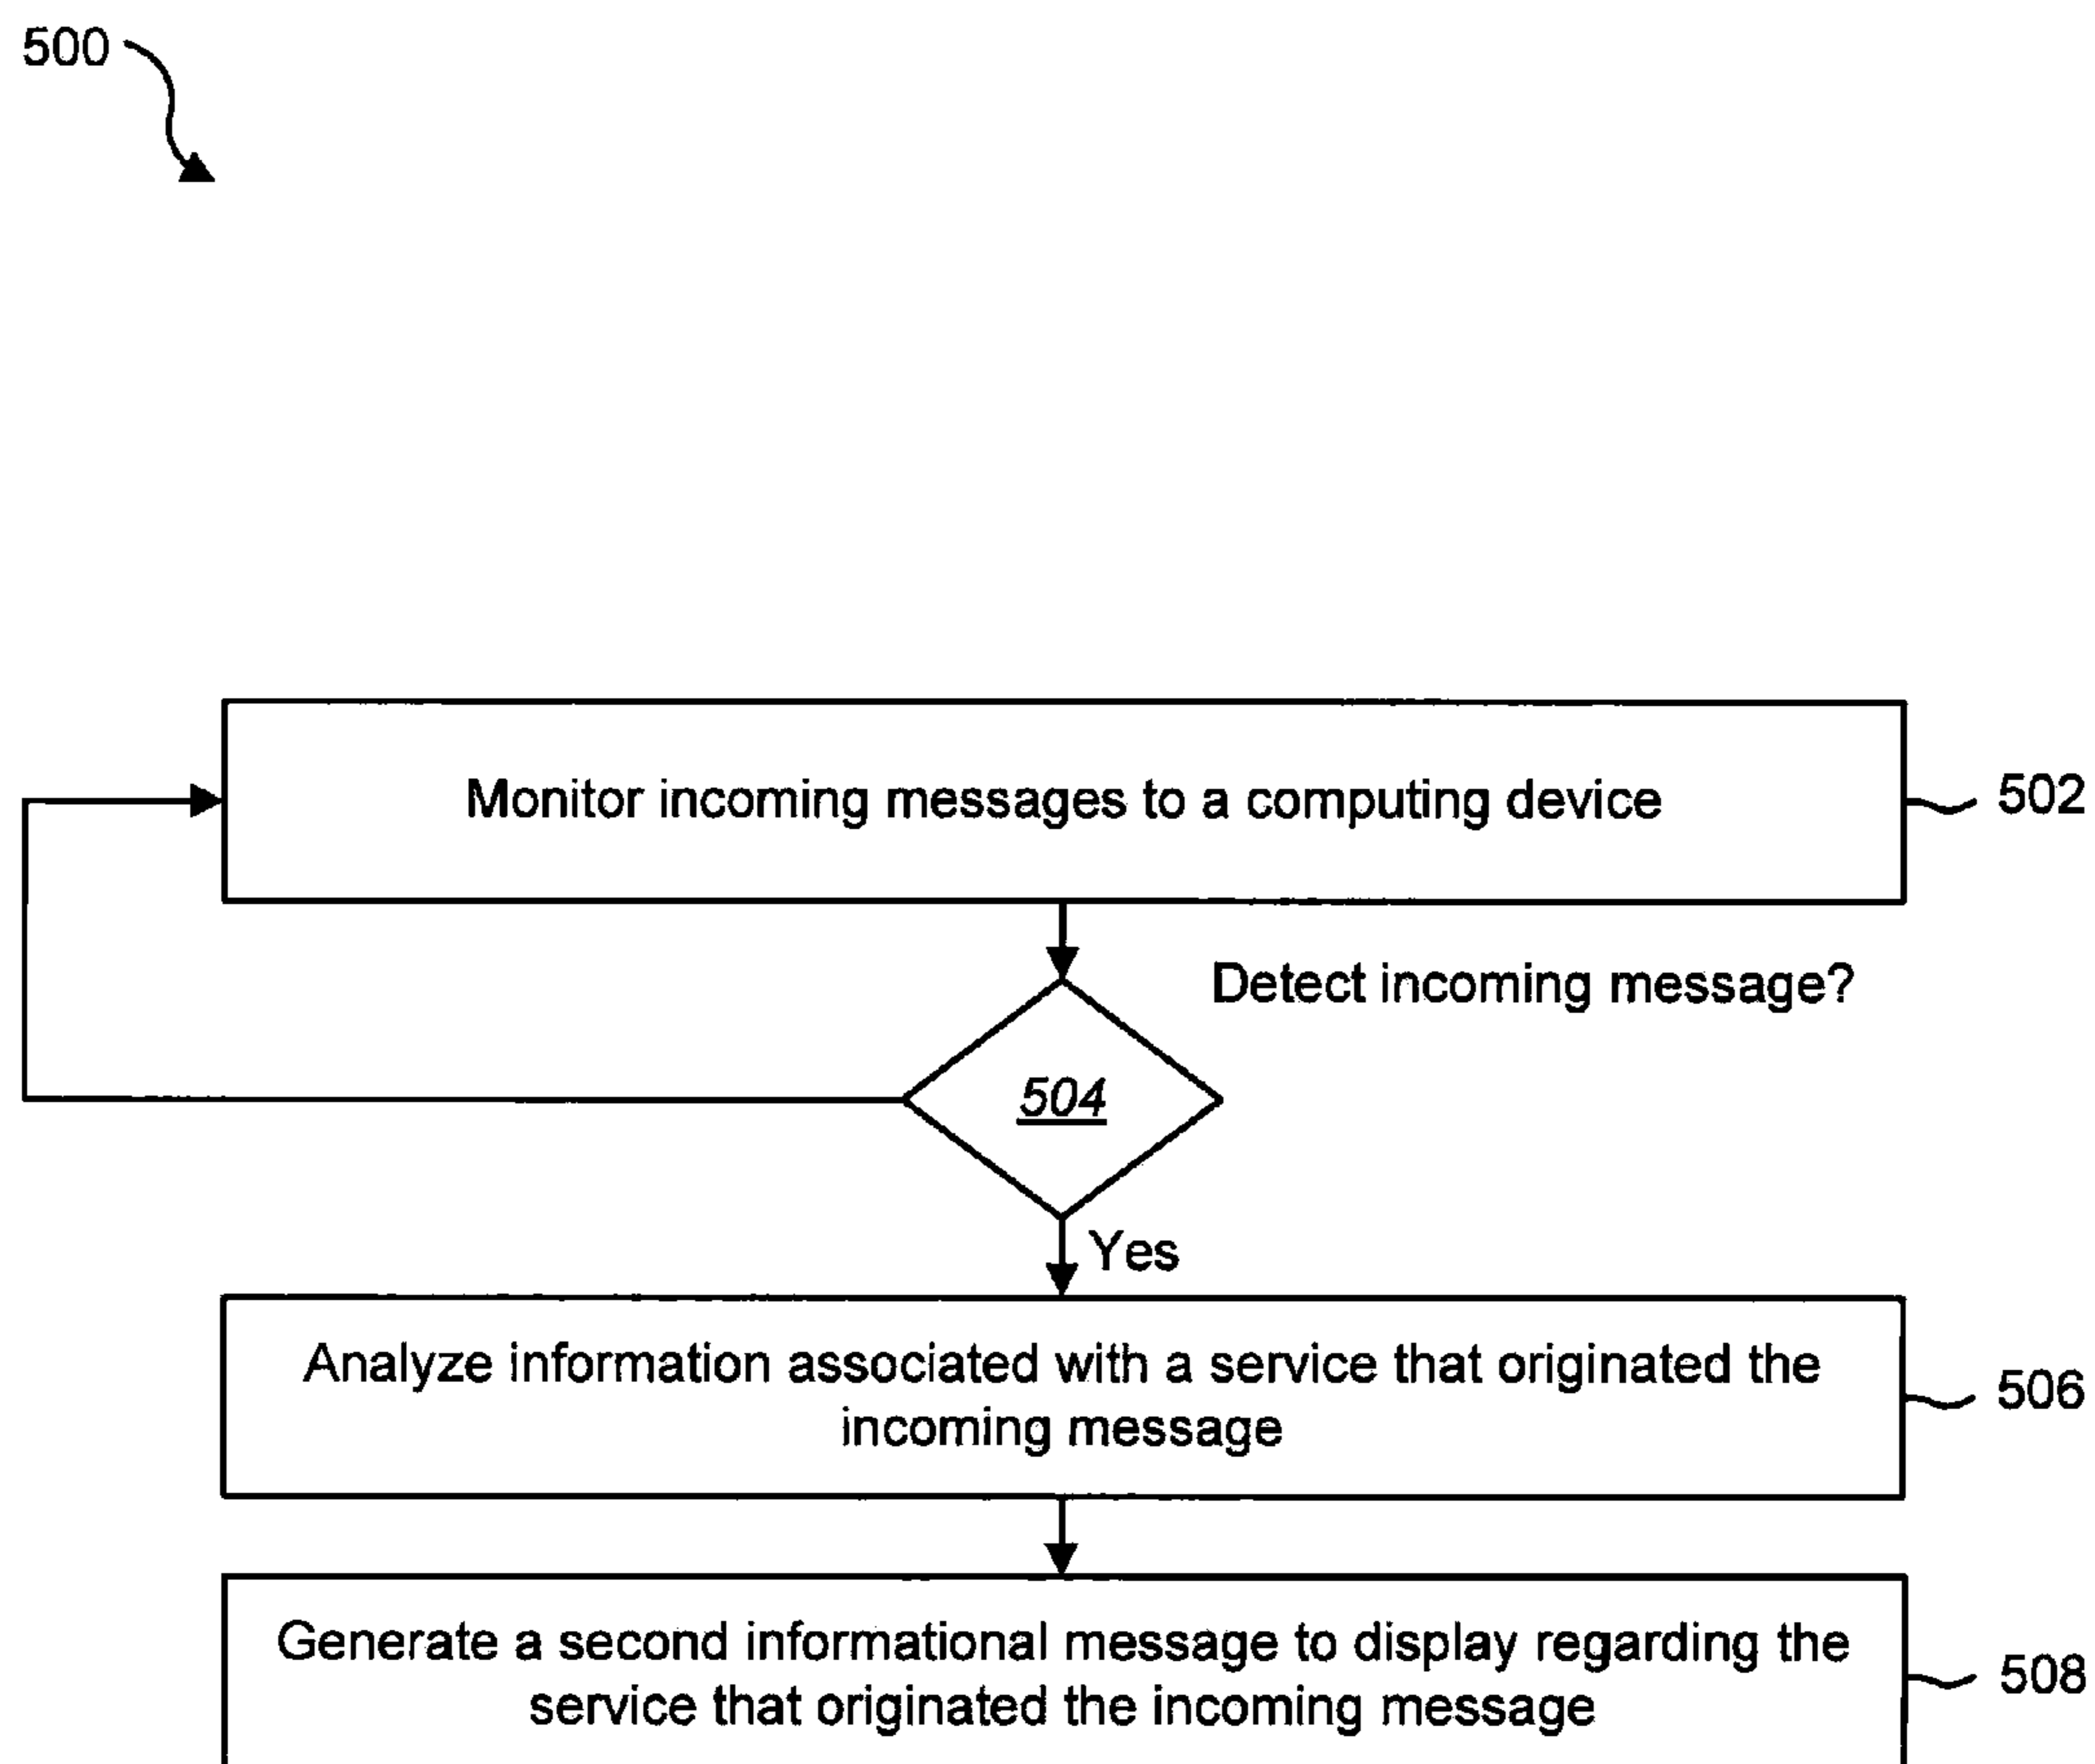 500
Monitor incoming messages to a computing device
502
Detect incoming message?
504
Yes
Analyze information associated with a service that originated the
incoming message
506
Generate a second informational message to display regarding the
service that originated the incoming message
508